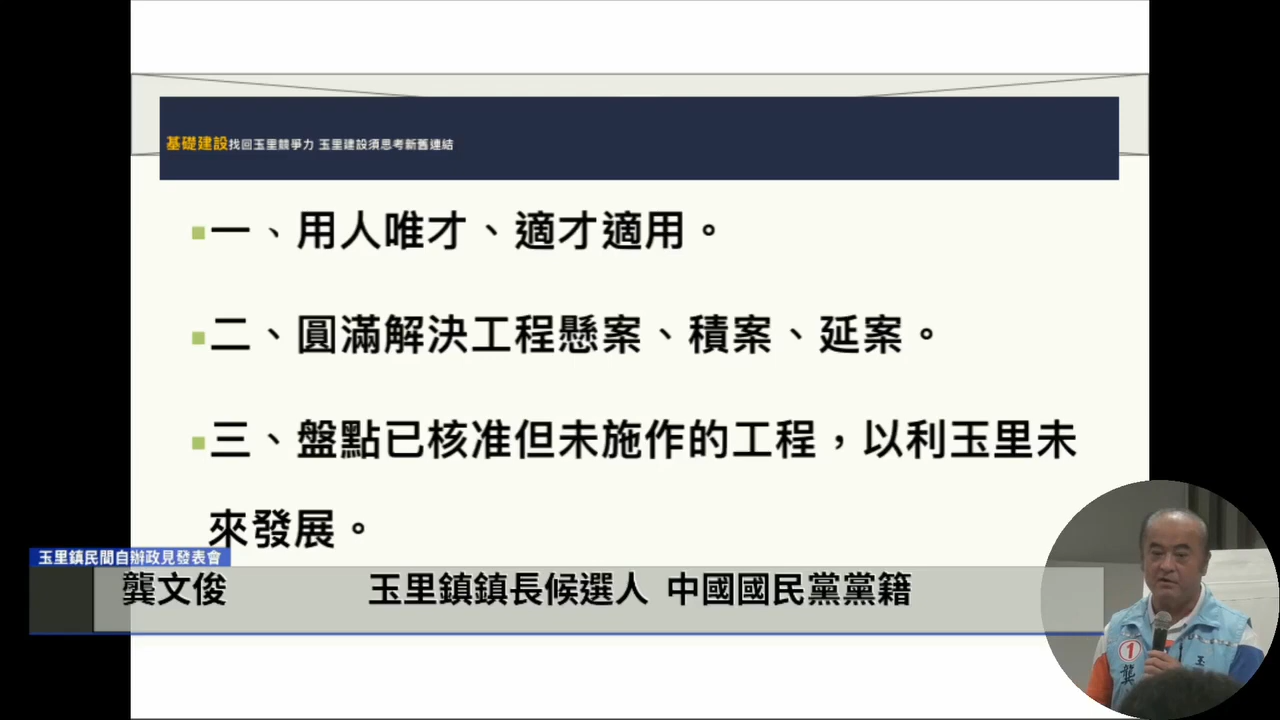 基礎建設找回玉里競爭力 玉里建設須思考新舊連結
一、用人唯才、適才適用。
二、圓滿解決工程懸案、積案、延案。
三、盤點已核准但未施作的工程，以利玉里未
來發展。
玉里鎮民間自辦政見發表會
龔文俊 玉里鎮鎮長候選人 中國國民黨黨籍
1
玉
龔